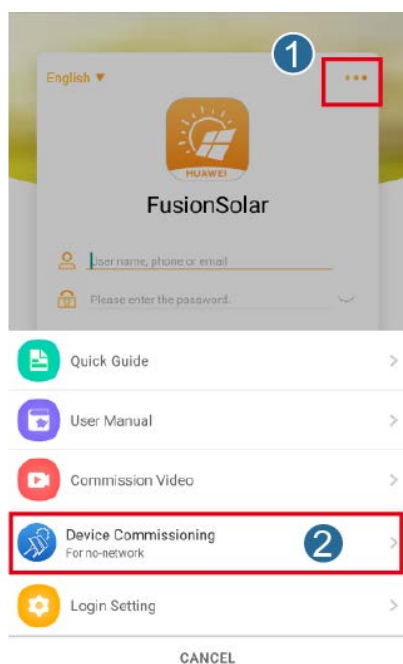 1
English ▼
HUAWEI
FusionSolar
User name, phone or email
Please enter the password.
Quick Guide
User Manual
Commission Video
Device Commissioning
For no-network
2
Login Setting
CANCEL